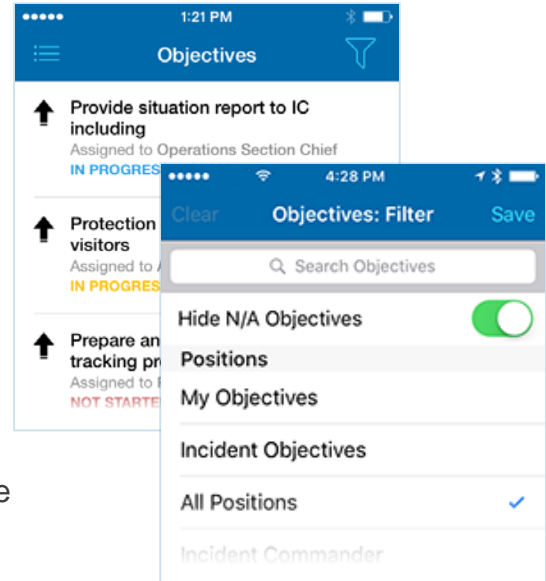 1:21 PM
Objectives
Provide situation report to IC
including
Assigned to Operations Section Chief
IN PROGRES
Protection
visitors
Assigned to
IN PROGRES
Prepare an
tracking pr
Assigned to
NOT STARTE
e
4:28 PM
Clear Objectives: Filter Save
Search Objectives
Hide N/A Objectives
Positions
My Objectives
Incident Objectives
All Positions
Incident Commander